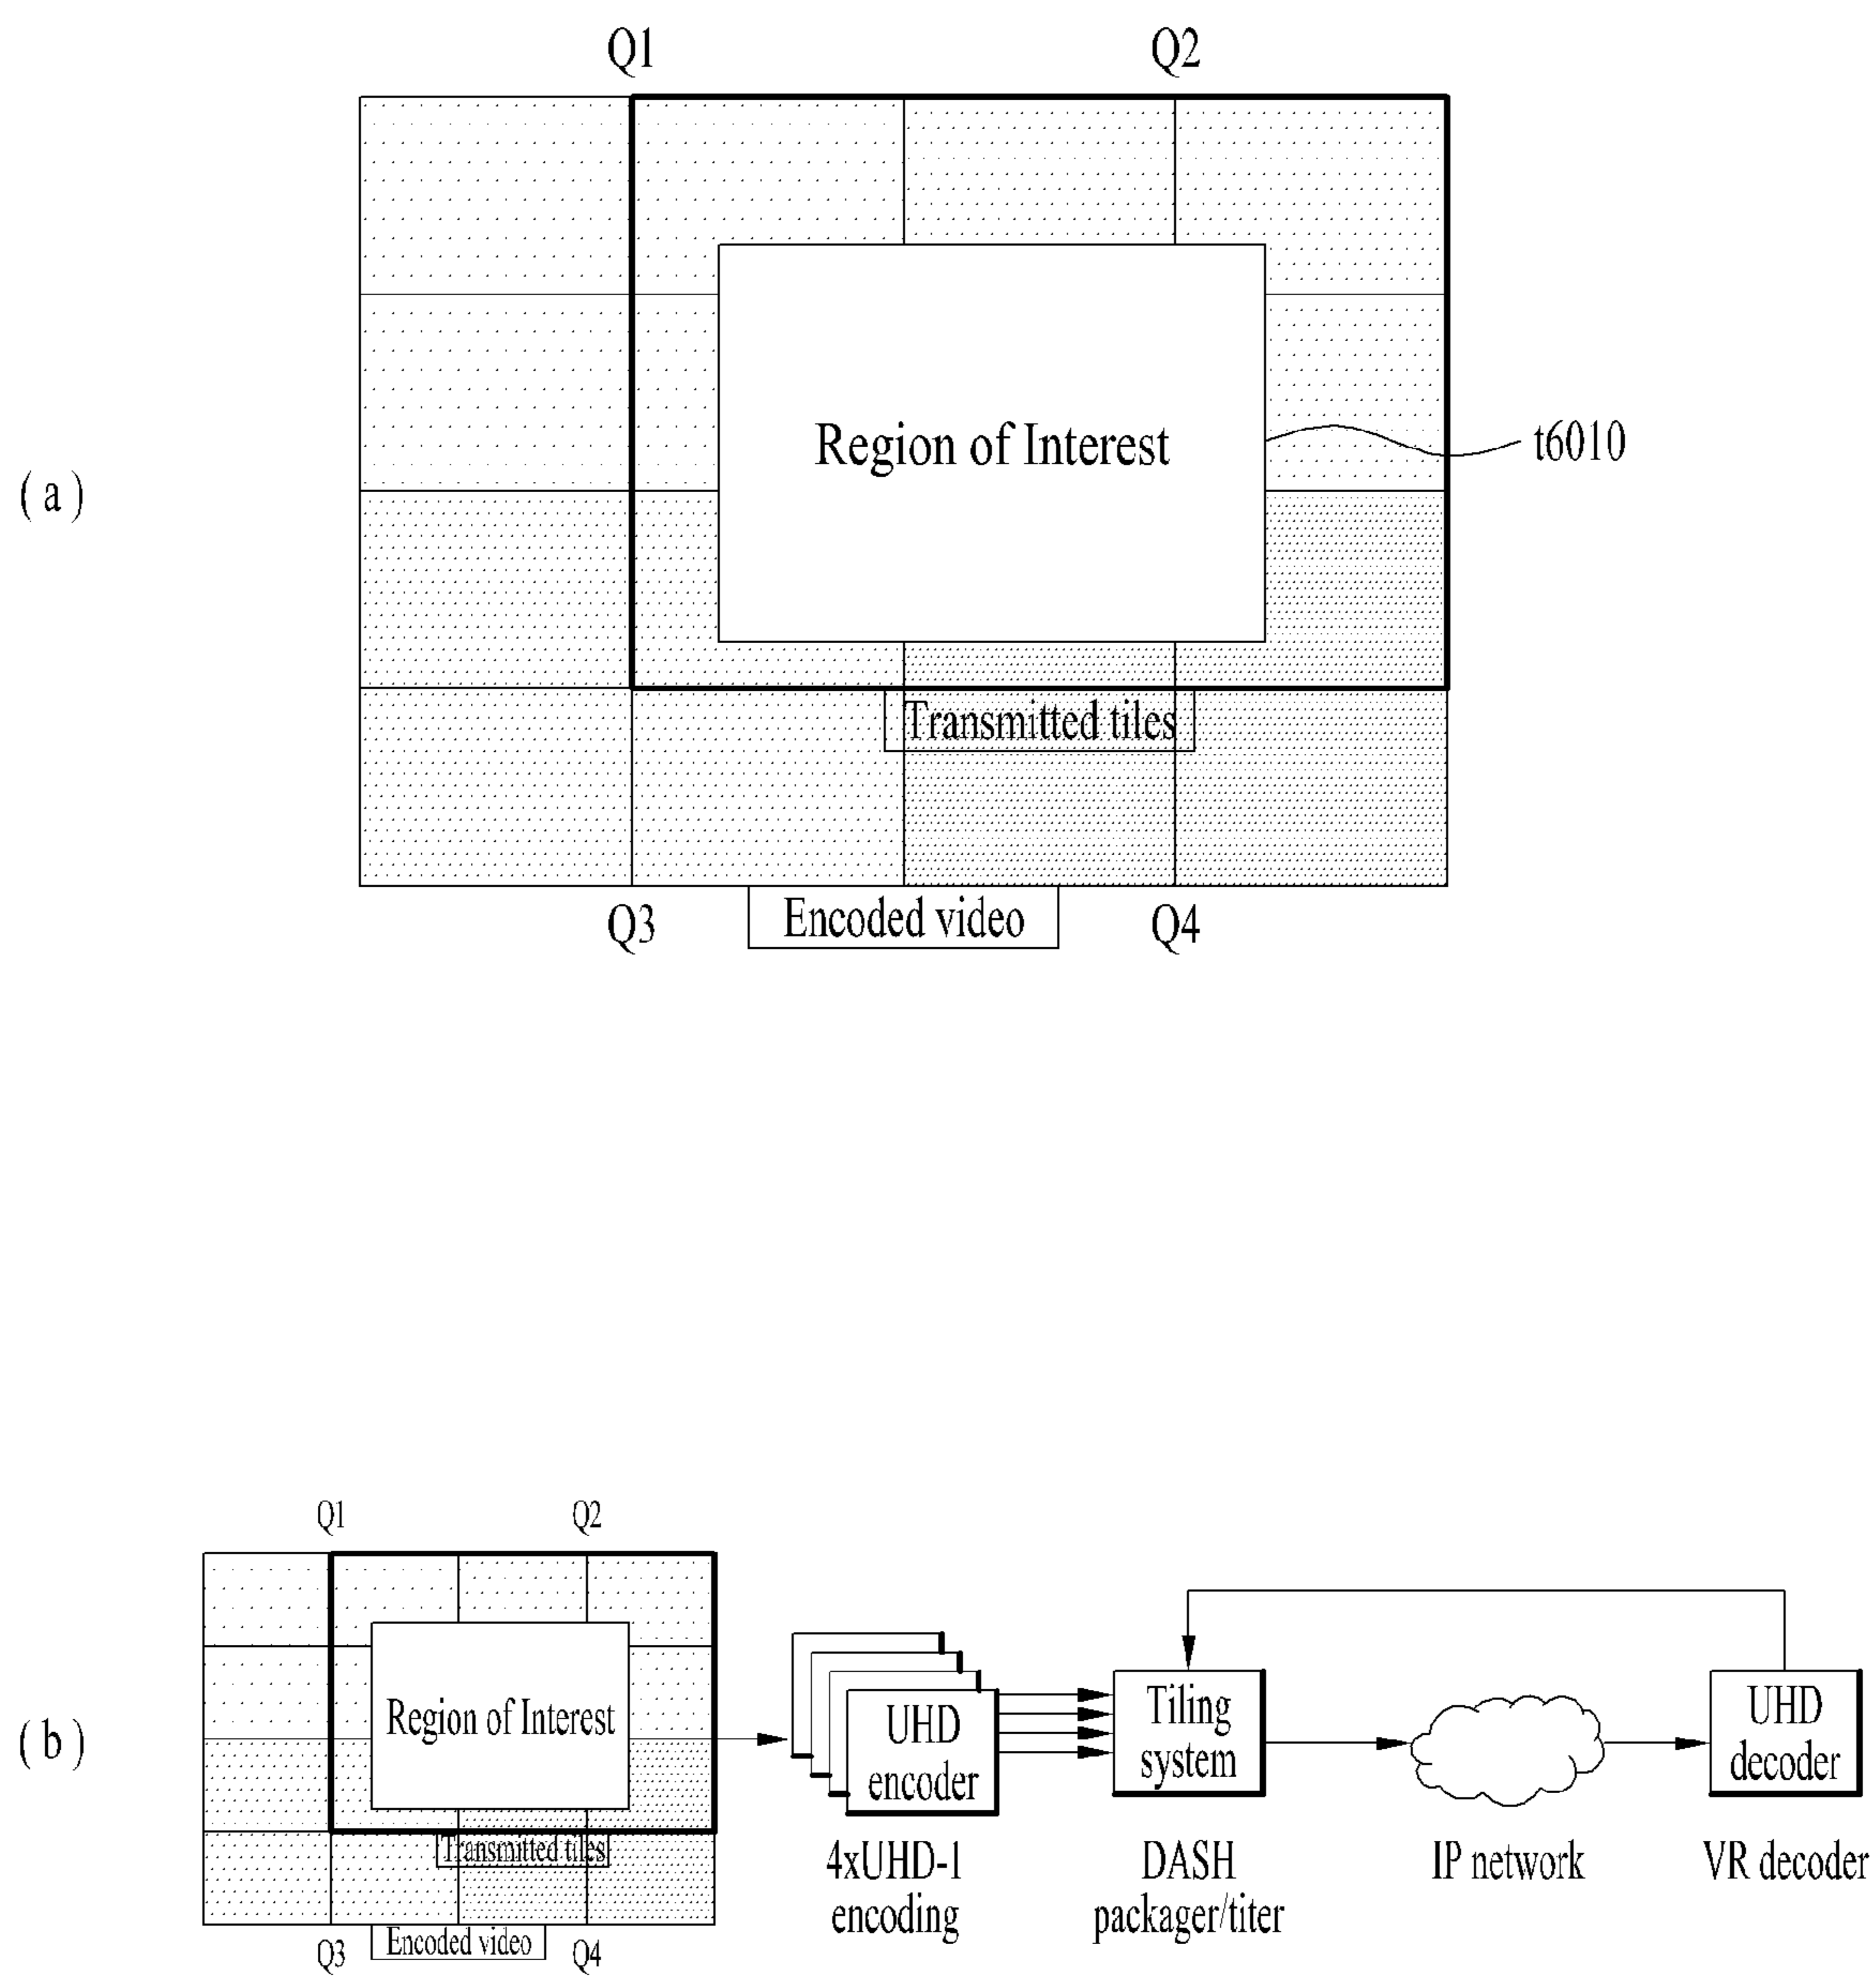 Q1 Q2
Region of Interest
t6010
( a )
Transmitted tiles
Q3 Encoded video Q4
Q1 Q2
Region of Interest
( b )
Transmitted tiles
Q3 Encoded video Q4
UHD
encoder
4xUHD-1
encoding
Tiling
system
DASH
packager/titer
IP network
UHD
decoder
VR decoder